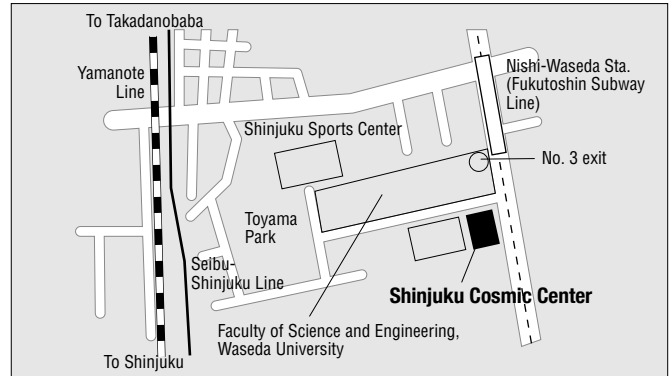 To Takadanobaba
Yamanote
Line
Nishi-Waseda Sta.
(Fukutoshin Subway
Line)
Shinjuku Sports Center
No. 3 exit
Toyama
Park
Seibu-
Shinjuku Line
Shinjuku Cosmic Center
Faculty of Science and Engineering,
Waseda University
To Shinjuku